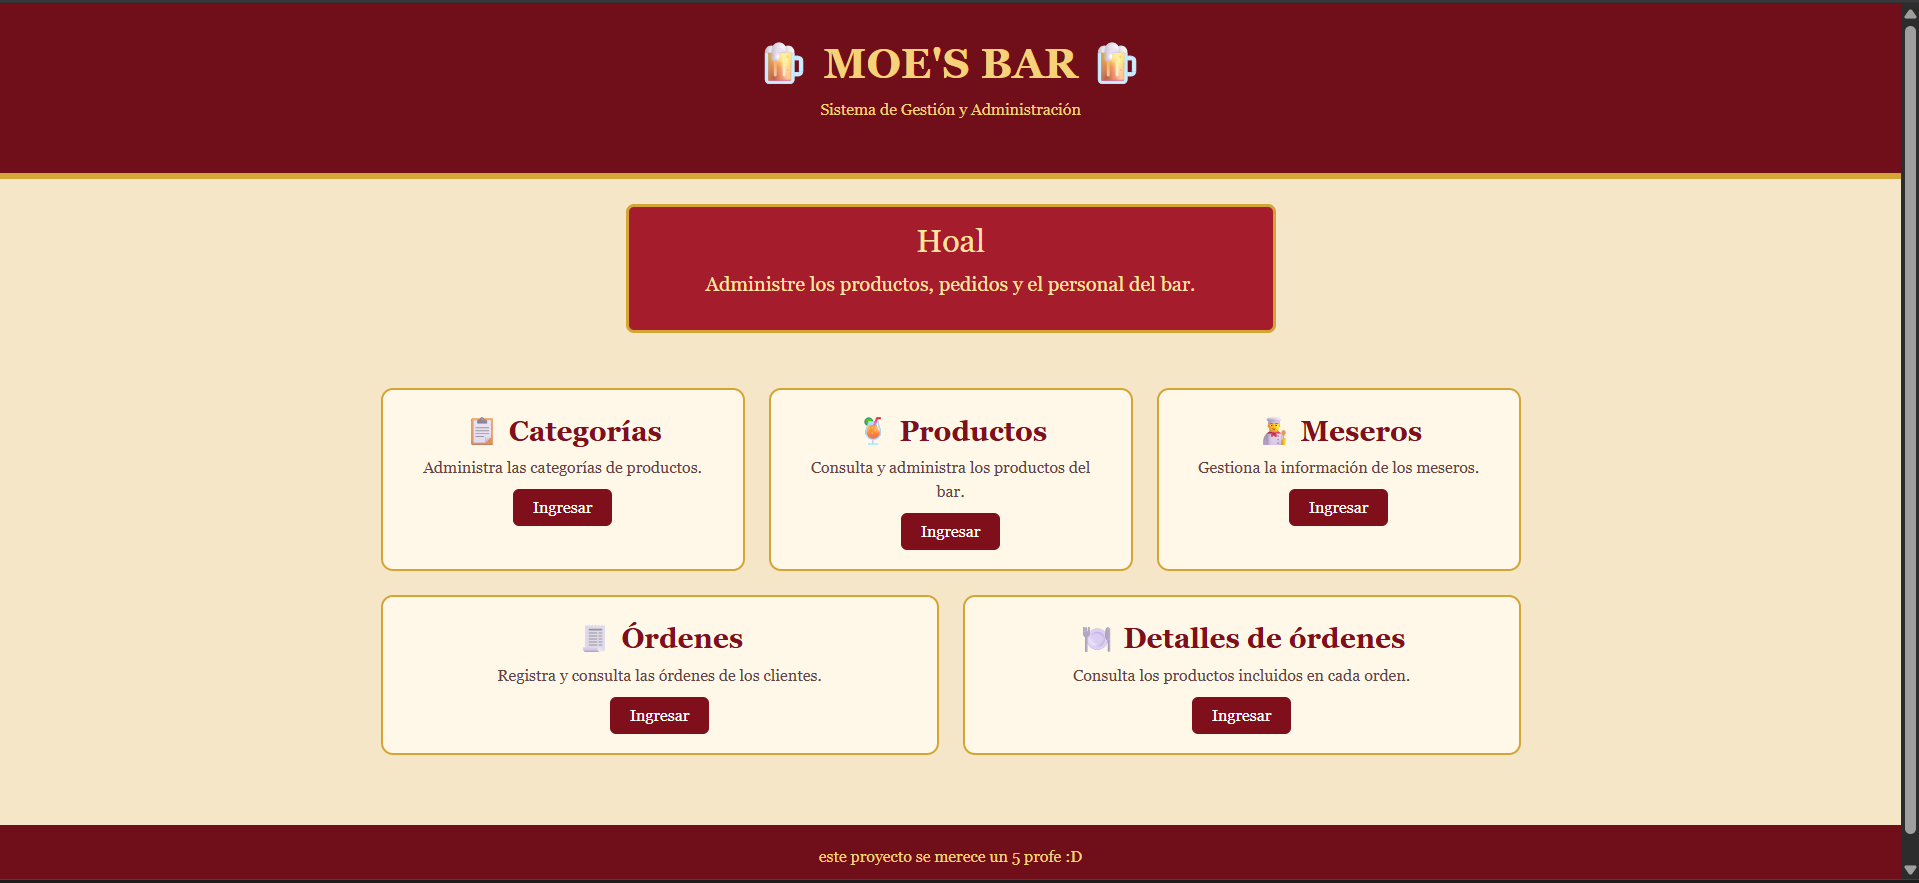 MOE'S BAR
Sistema de Gestión y Administración
Hoal
Administre los productos, pedidos y el personal del bar.
Categorías
Administra las categorías de productos.
Ingresar
Productos
Consulta y administra los productos del
bar.
Ingresar
Meseros
Gestiona la información de los meseros.
Ingresar
Órdenes
Registra y consulta las órdenes de los clientes.
Ingresar
Detalles de órdenes
Consulta los productos incluidos en cada orden.
Ingresar
este proyecto se merece un 5 profe :D